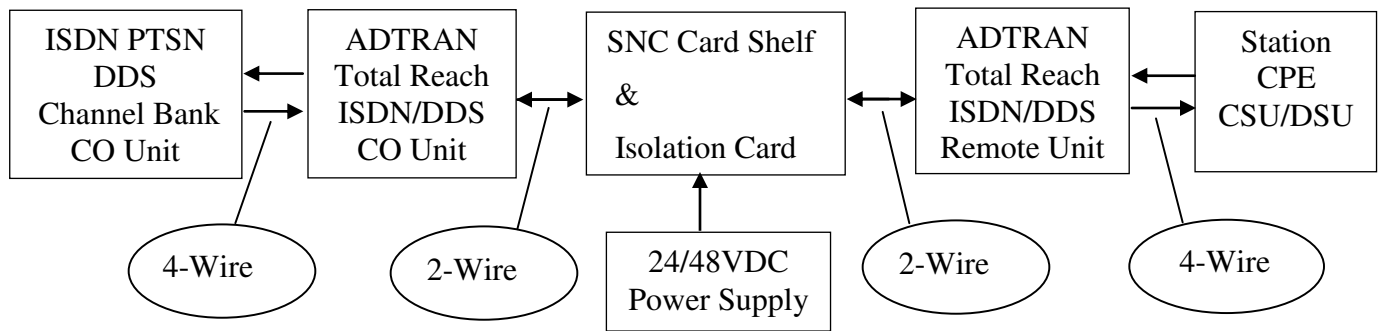 ISDN PTSN
DDS
Channel Bank
CO Unit
ADTRAN
Total Reach
ISDN/DDS
CO Unit
SNC Card Shelf
&
Isolation Card
ADTRAN
Total Reach
ISDN/DDS
Remote Unit
Station
CPE
CSU/DSU
4-Wire
2-Wire
24/48VDC
Power Supply
2-Wire
4-Wire